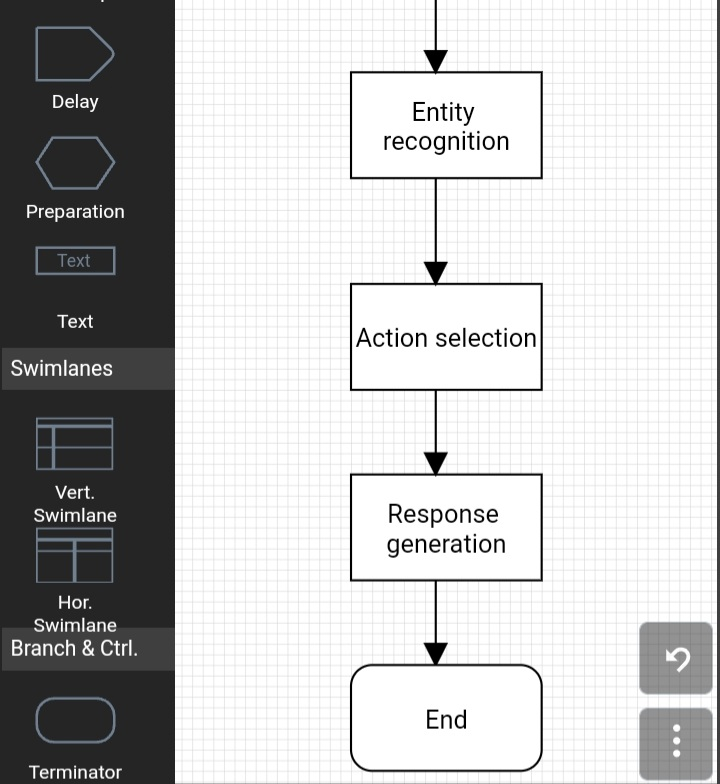 Delay
Preparation
Text
Text
Swimlanes
Vert.
Swimlane
Hor.
Swimlane
Branch & Ctrl.
Terminator
Entity
recognition
Action selection
Response
generation
End